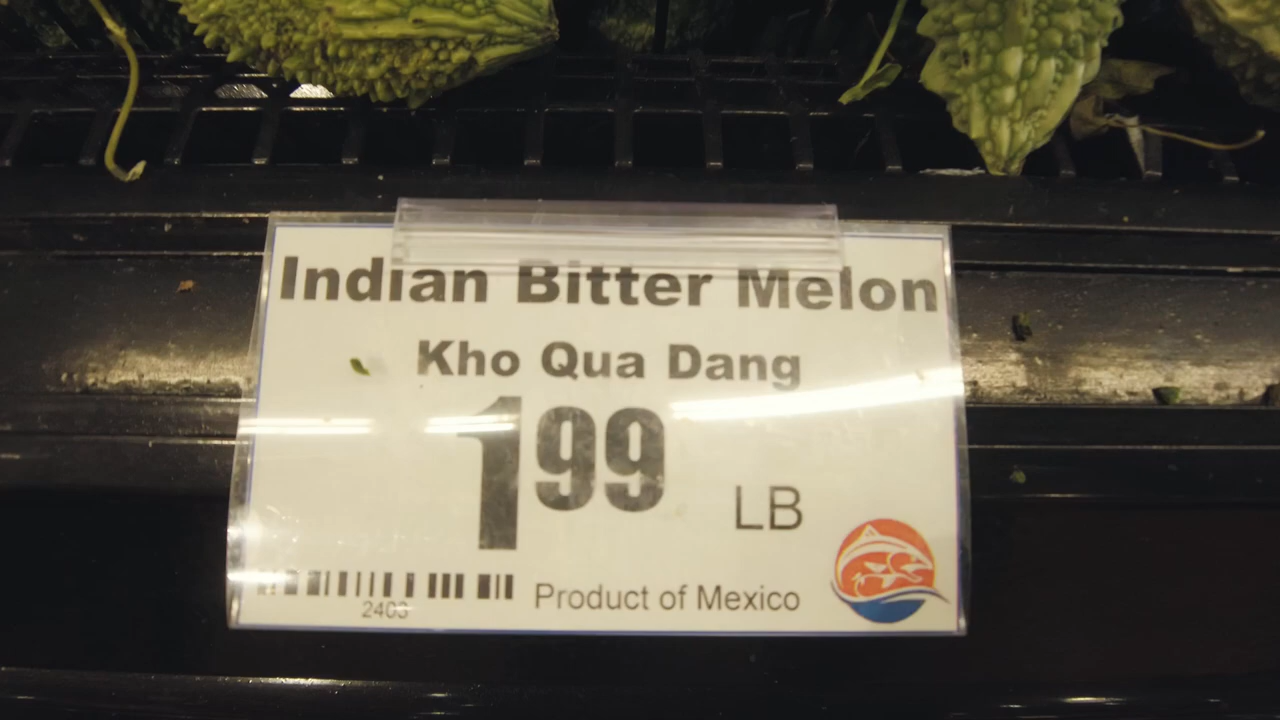 Indian Bitter Melon
Kho Qua Dang
1.99 LB
2403
Product of Mexico